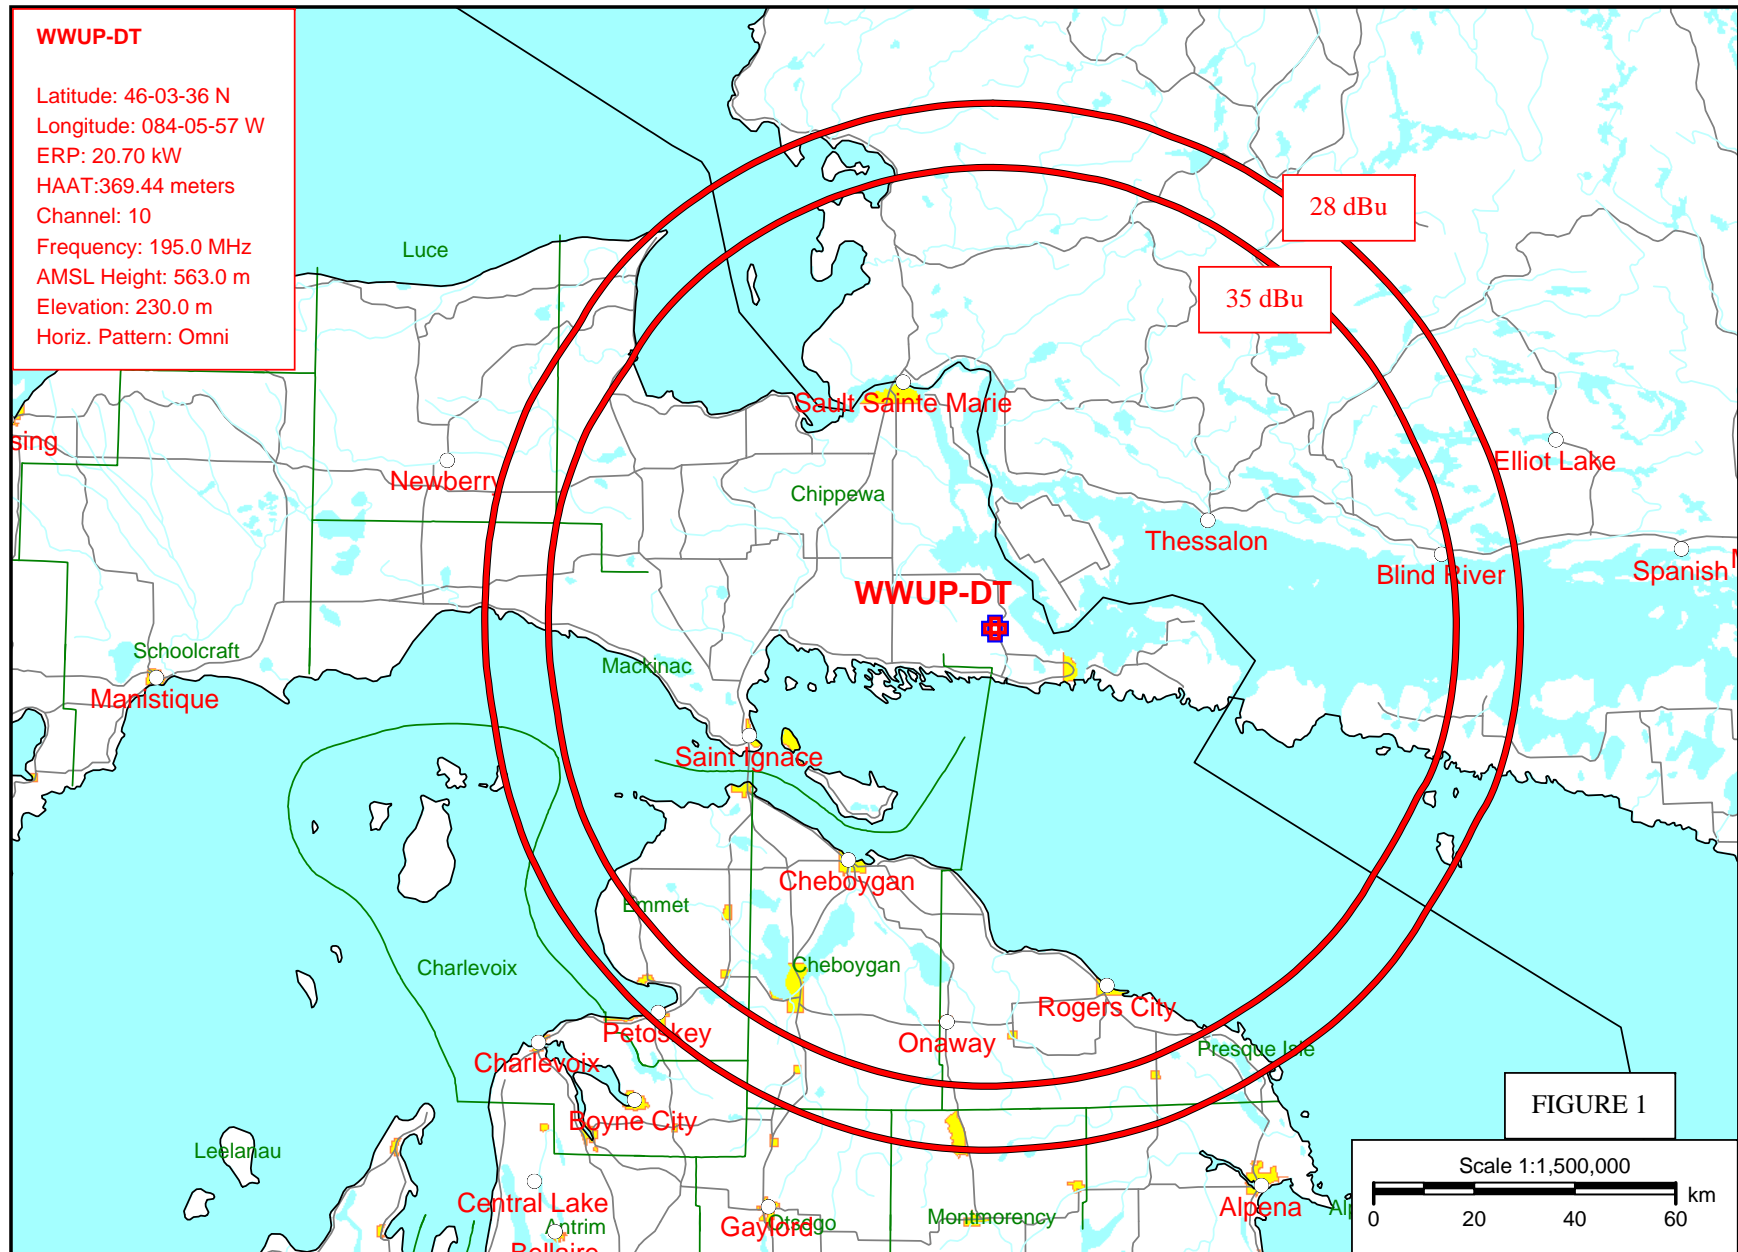 WWUP-DT
Latitude: 46-03-36 N
Longitude: 084-05-57 W
ERP: 20.70 kW
HAAT:369.44 meters
Channel: 10
Frequency: 195.0 MHz
AMSL Height: 563.0 m
Elevation: 230.0 m
Horiz. Pattern: Omni
28 dBu
Luce
35 dBu
Sault Sainte Marie
sing
Elliot Lake
Newberry
Chippewa
Thessalon
Blind River
Spanish
WWUP-DT
Schoolcraft
Mackinac
Manistique
Saint Ignace
Cheboygan
Emmet
Charlevoix
Cheboygan
Rogers City
Petoskey
Onaway
Presque Isle
Charlevoix
Boyne City
FIGURE 1
Leelanau
Scale 1:1,500,000
km
0 20 40 60
Central Lake
Alpena
Montmorency
Antrim
Gaylord
Otsego
Bellaire